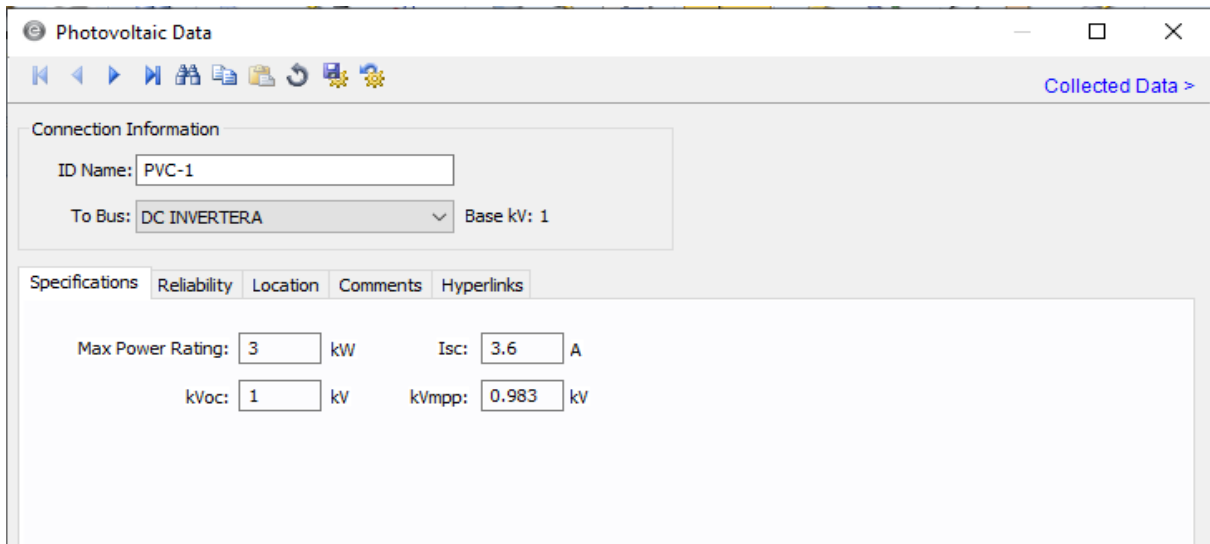 Photovoltaic Data
Collected Data >
Connection Information
ID Name: PVC-1
To Bus: DC INVERTERA Base kV: 1
Specifications Reliability Location Comments Hyperlinks
Max Power Rating: 3 kW Isc: 3.6 A
kVoc: 1 kV kVmpp: 0.983 kV